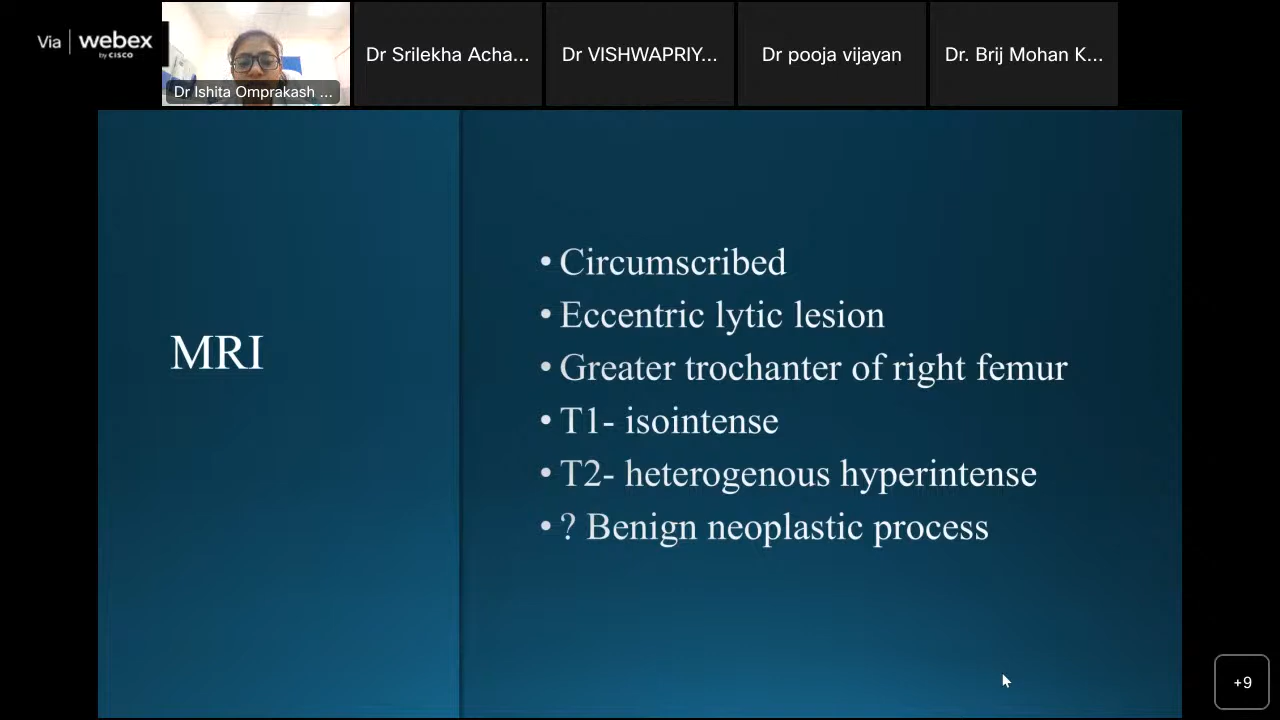 Via webex
by CISCO
Dr Ishita Omprakash ...
Dr Srilekha Acha...
Dr VISHWAPRIY...
Dr pooja vijayan
Dr. Brij Mohan K...
MRI
• Circumscribed
• Eccentric lytic lesion
• Greater trochanter of right femur
• T1- isointense
• T2- heterogenous hyperintense
• ? Benign neoplastic process
+9